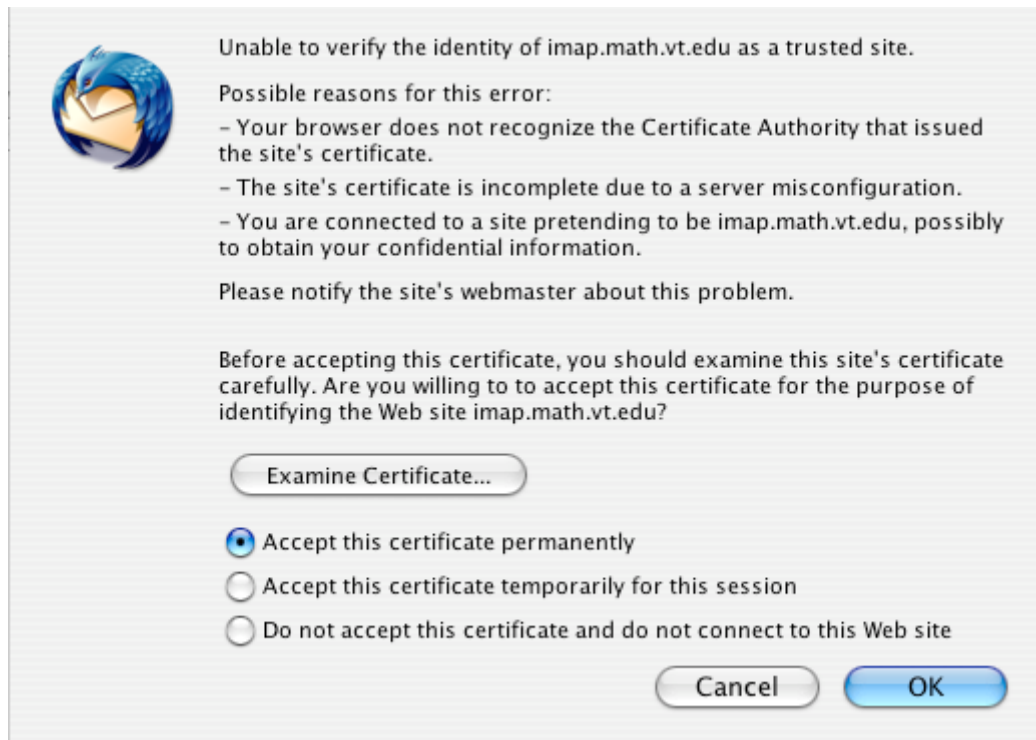 Unable to verify the identity of imap.math.vt.edu as a trusted site.
Possible reasons for this error:
– Your browser does not recognize the Certificate Authority that issued
the site's certificate.
– The site's certificate is incomplete due to a server misconfiguration.
– You are connected to a site pretending to be imap.math.vt.edu, possibly
to obtain your confidential information.
Please notify the site's webmaster about this problem.
Before accepting this certificate, you should examine this site's certificate
carefully. Are you willing to to accept this certificate for the purpose of
identifying the Web site imap.math.vt.edu?
Examine Certificate...
Accept this certificate permanently
Accept this certificate temporarily for this session
Do not accept this certificate and do not connect to this Web site
Cancel OK